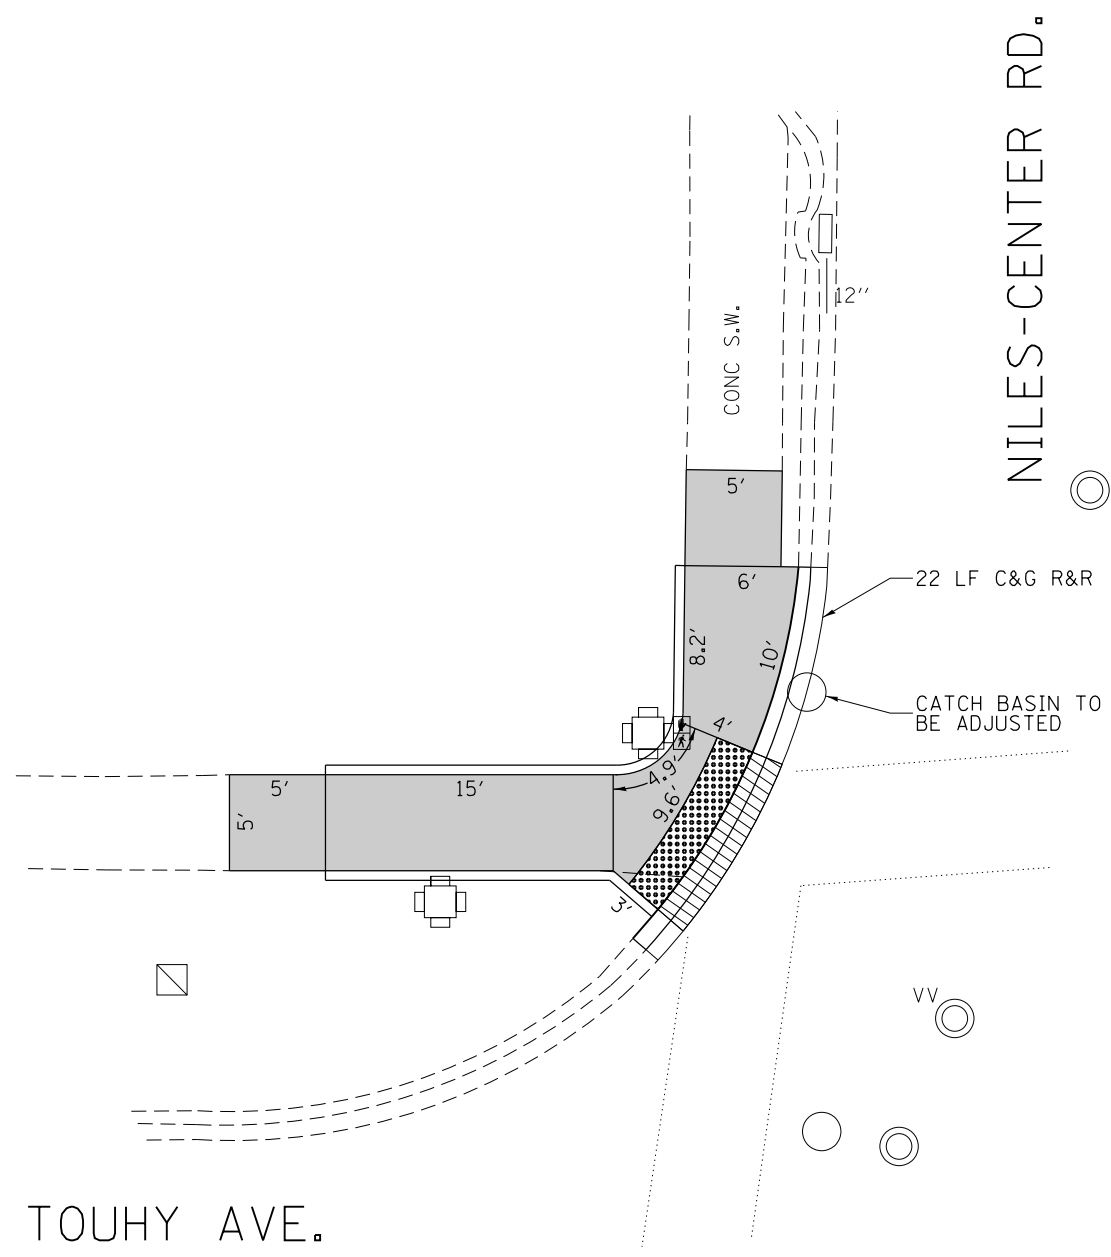 NILES-CENTER RD.
12''
CONC S.W.
5'
6'
22 LF C&G R&R
8.2'
10'
CATCH BASIN TO
BE ADJUSTED
4'
4.9'
9.6'
5'
15'
5'
3'
VV
TOUHY AVE.